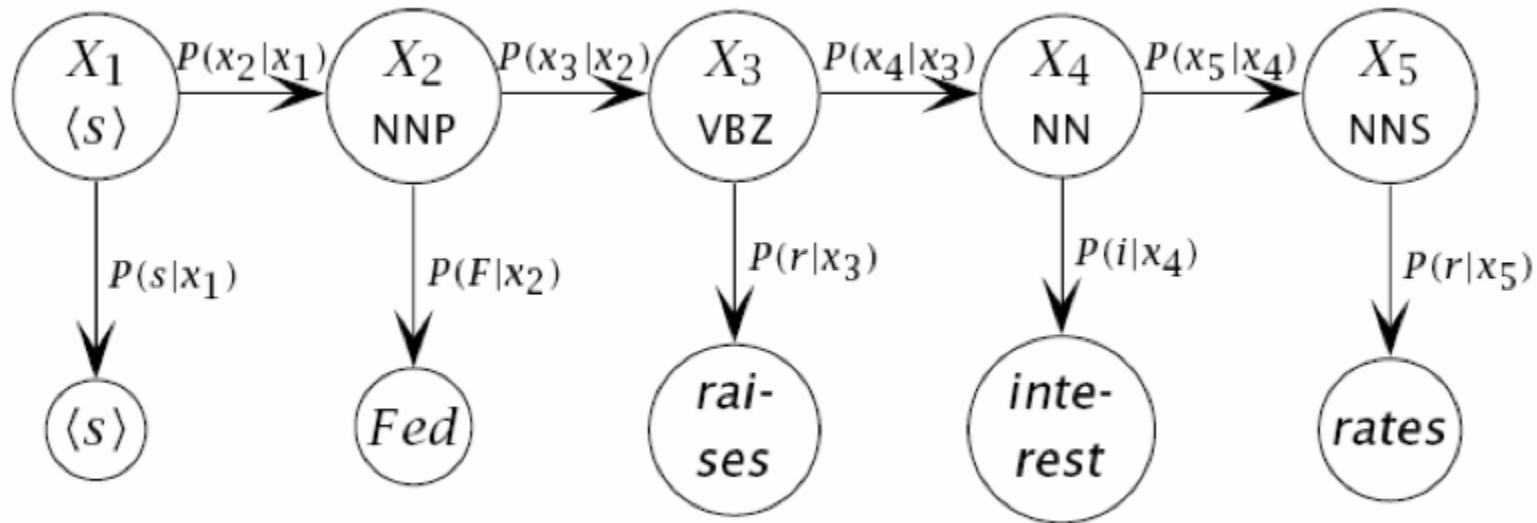 X1 P(x2|x1) X2 P(x3|x2) X3 P(x4|x3) X4 P(x5|x4) X5
⟨s⟩ NNP VBZ NN NNS
P(s|x1) P(F|x2) P(r|x3) P(i|x4) P(r|x5)
⟨s⟩ Fed rai-
ses inte-
rest rates